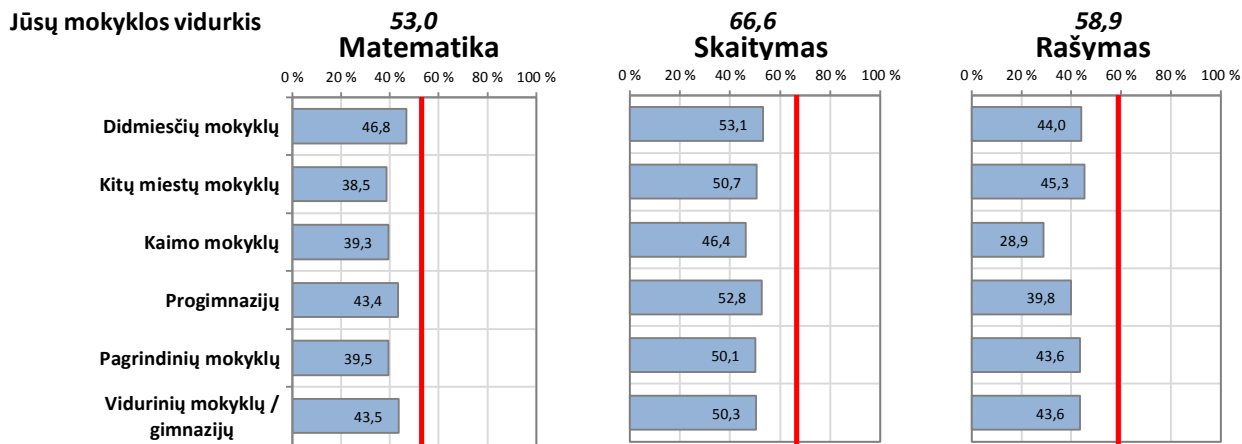 Jūsų mokyklos vidurkis 53,0 66,6 58,9
Matematika Skaitymas Rašymas
0 % 20 % 40 % 60 % 80 % 100 % 0 % 20 % 40 % 60 % 80 % 100 % 0 % 20 % 40 % 60 % 80 % 100 %
Didmiesčių mokyklų 46,8 53,1 44,0
Kitų miestų mokyklų 38,5 50,7 45,3
Kaimo mokyklų 39,3 46,4 28,9
Progimnazijų 43,4 52,8 39,8
Pagrindinių mokyklų 39,5 50,1 43,6
Vidurinių mokyklų /
gimnazijų 43,5 50,3 43,6